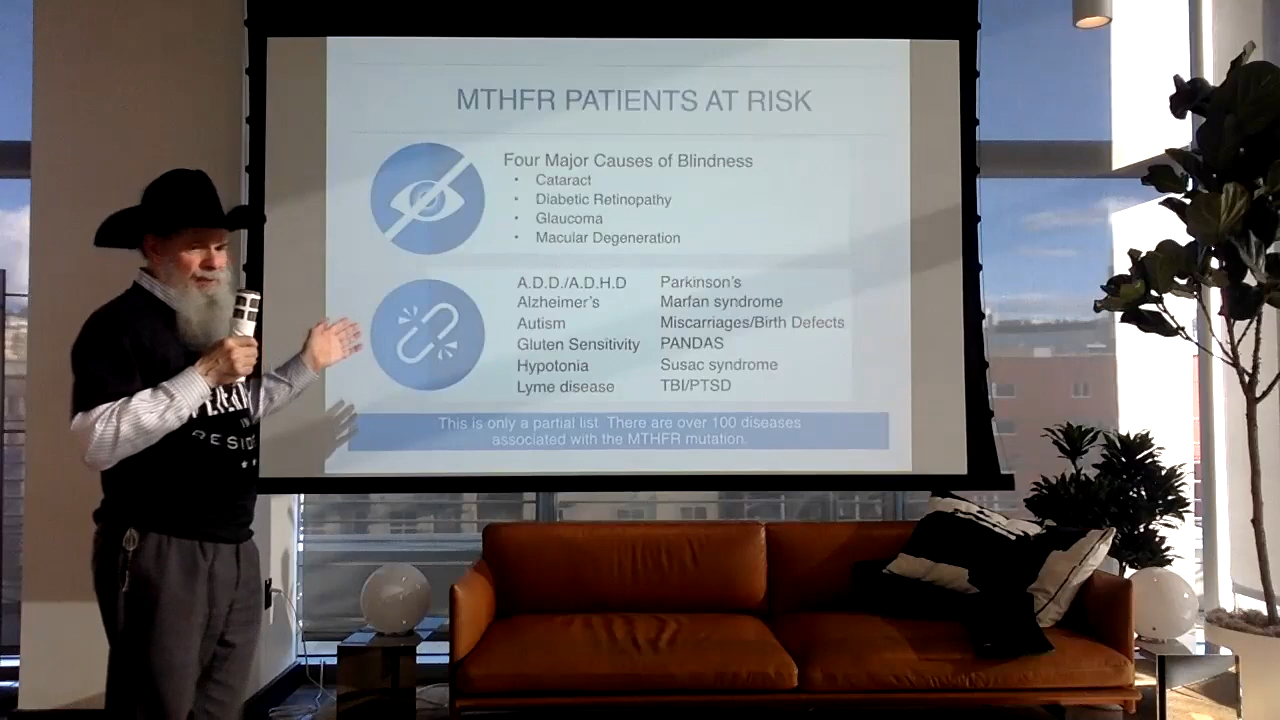 MTHFR PATIENTS AT RISK
Four Major Causes of Blindness
• Cataract
• Diabetic Retinopathy
• Glaucoma
• Macular Degeneration
A.D.D./A.D.H.D
Alzheimer's
Autism
Gluten Sensitivity
Hypotonia
Lyme disease
Parkinson's
Marfan syndrome
Miscarriages/Birth Defects
PANDAS
Susac syndrome
TBI/PTSD
This is only a partial list. There are over 100 diseases
associated with the MTHFR mutation.
IN
RESID